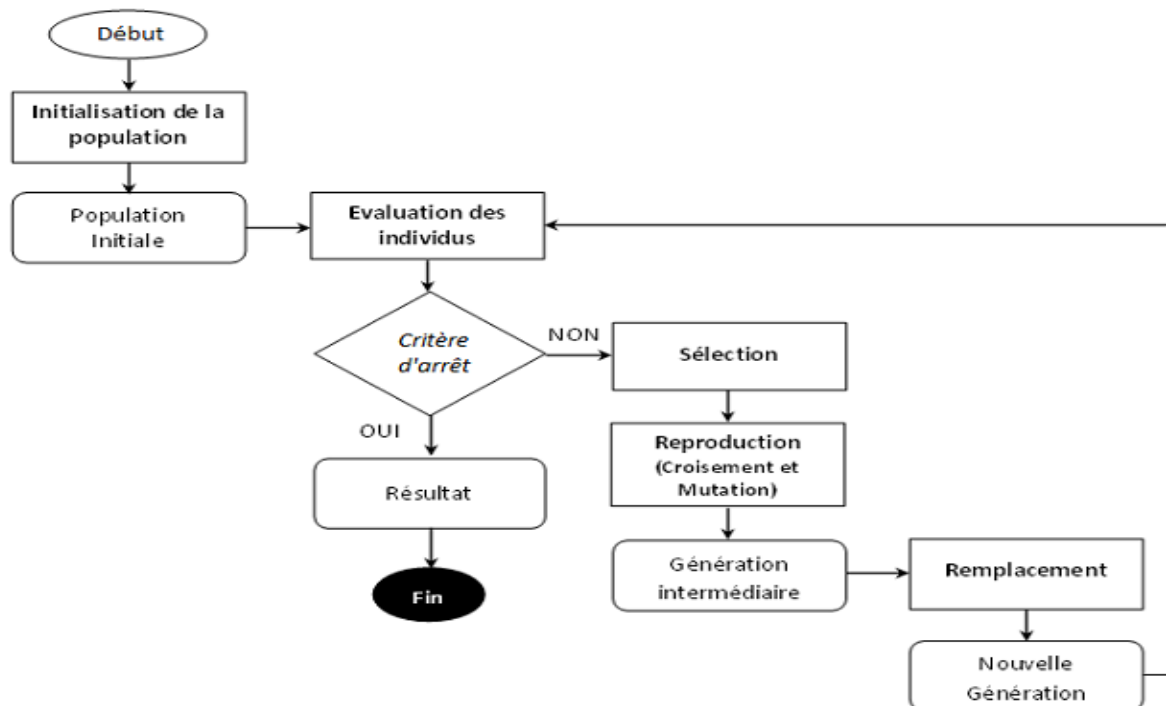 Début
Initialisation de la
population
Population
Initiale
Evaluation des
individus
Critère
d'arrêt
NON
Sélection
OUI
Reproduction
(Croisement et
Mutation)
Résultat
Génération
intermédiaire
Remplacement
Fin
Nouvelle
Génération